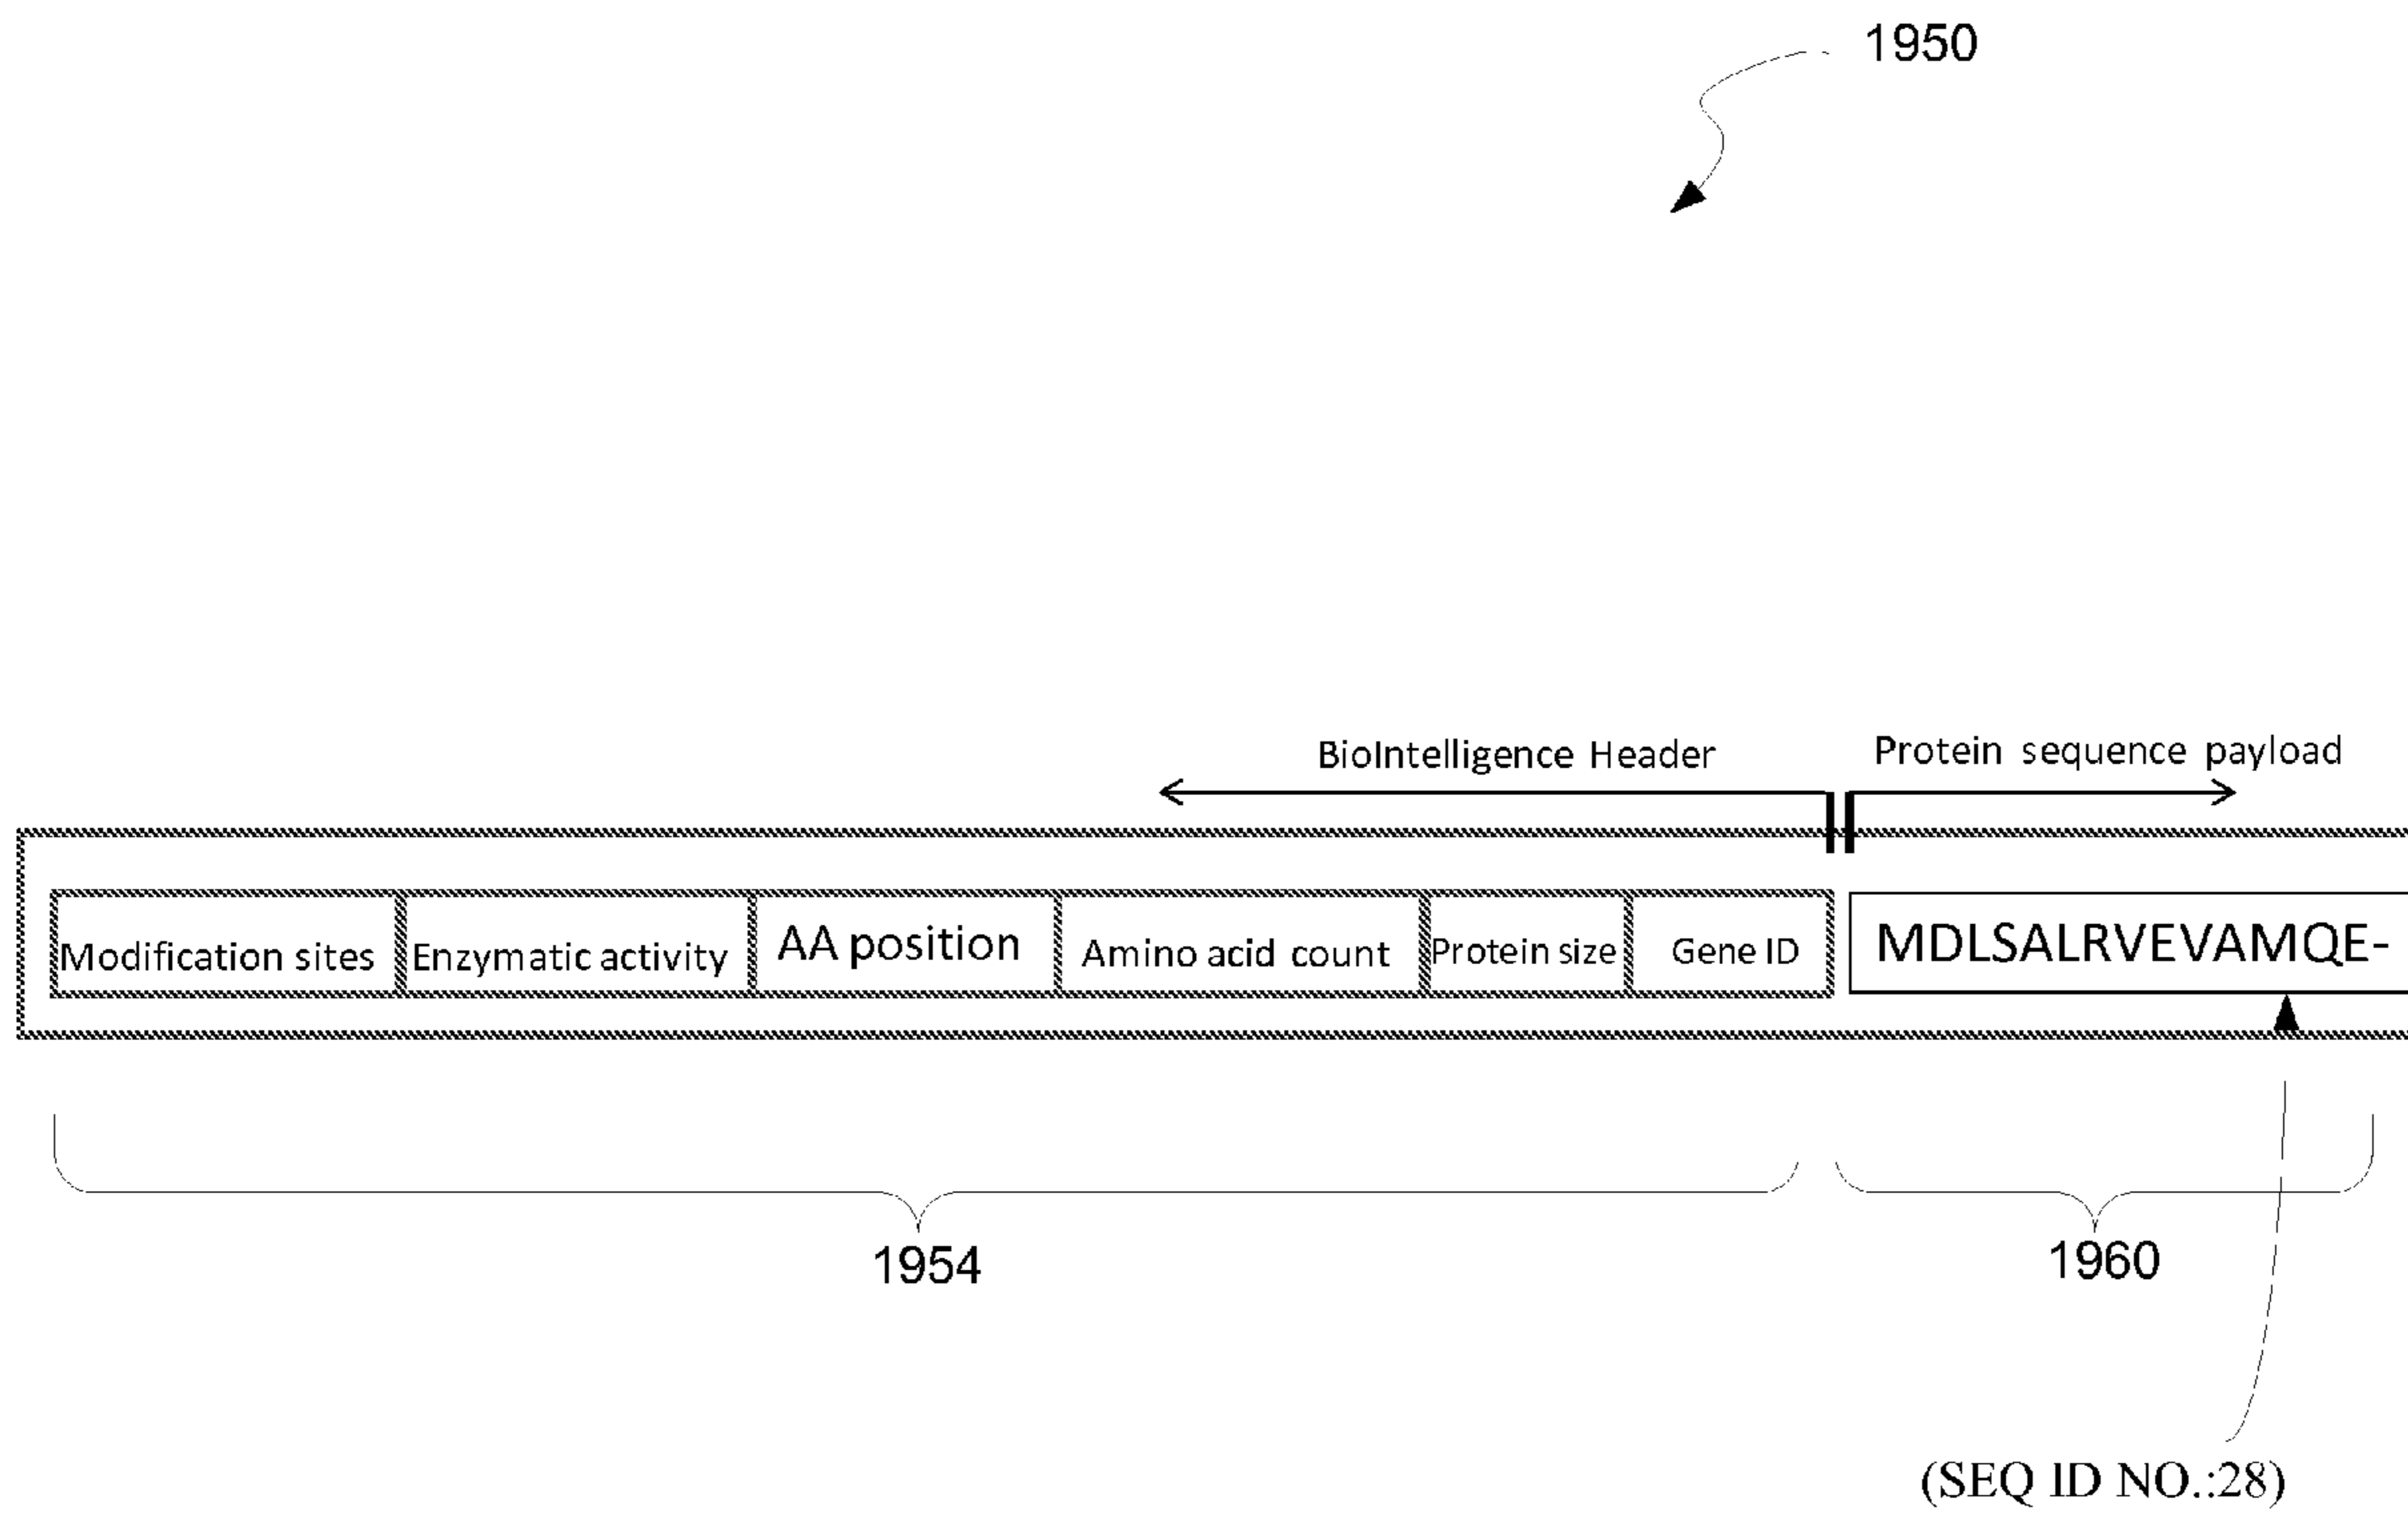 1950
BioIntelligence Header
Protein sequence payload
Modification sites
Enzymatic activity
AA position
Amino acid count
Protein size
Gene ID
MDLSALRVEVAMQE-
1954
1960
(SEQ ID NO.:28)